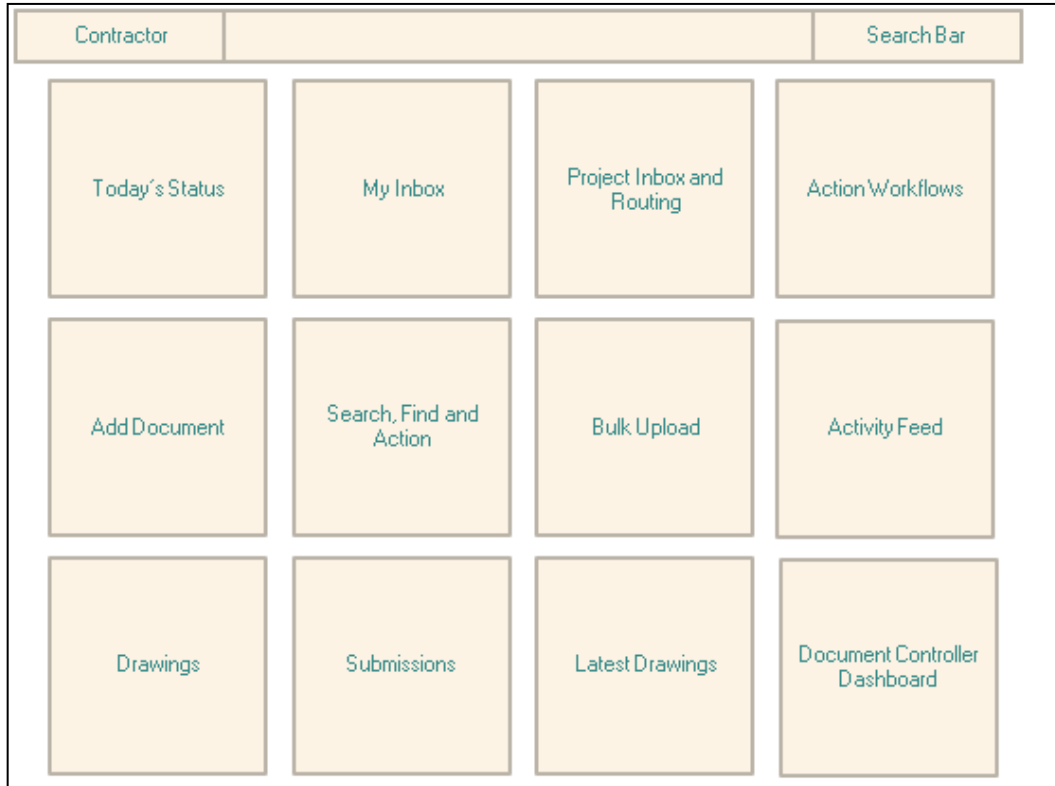 Contractor
Search Bar
Today´s Status
My Inbox
Project Inbox and
Routing
Action Workflows
Add Document
Search, Find and
Action
Bulk Upload
Activity Feed
Drawings
Submissions
Latest Drawings
Document Controller
Dashboard